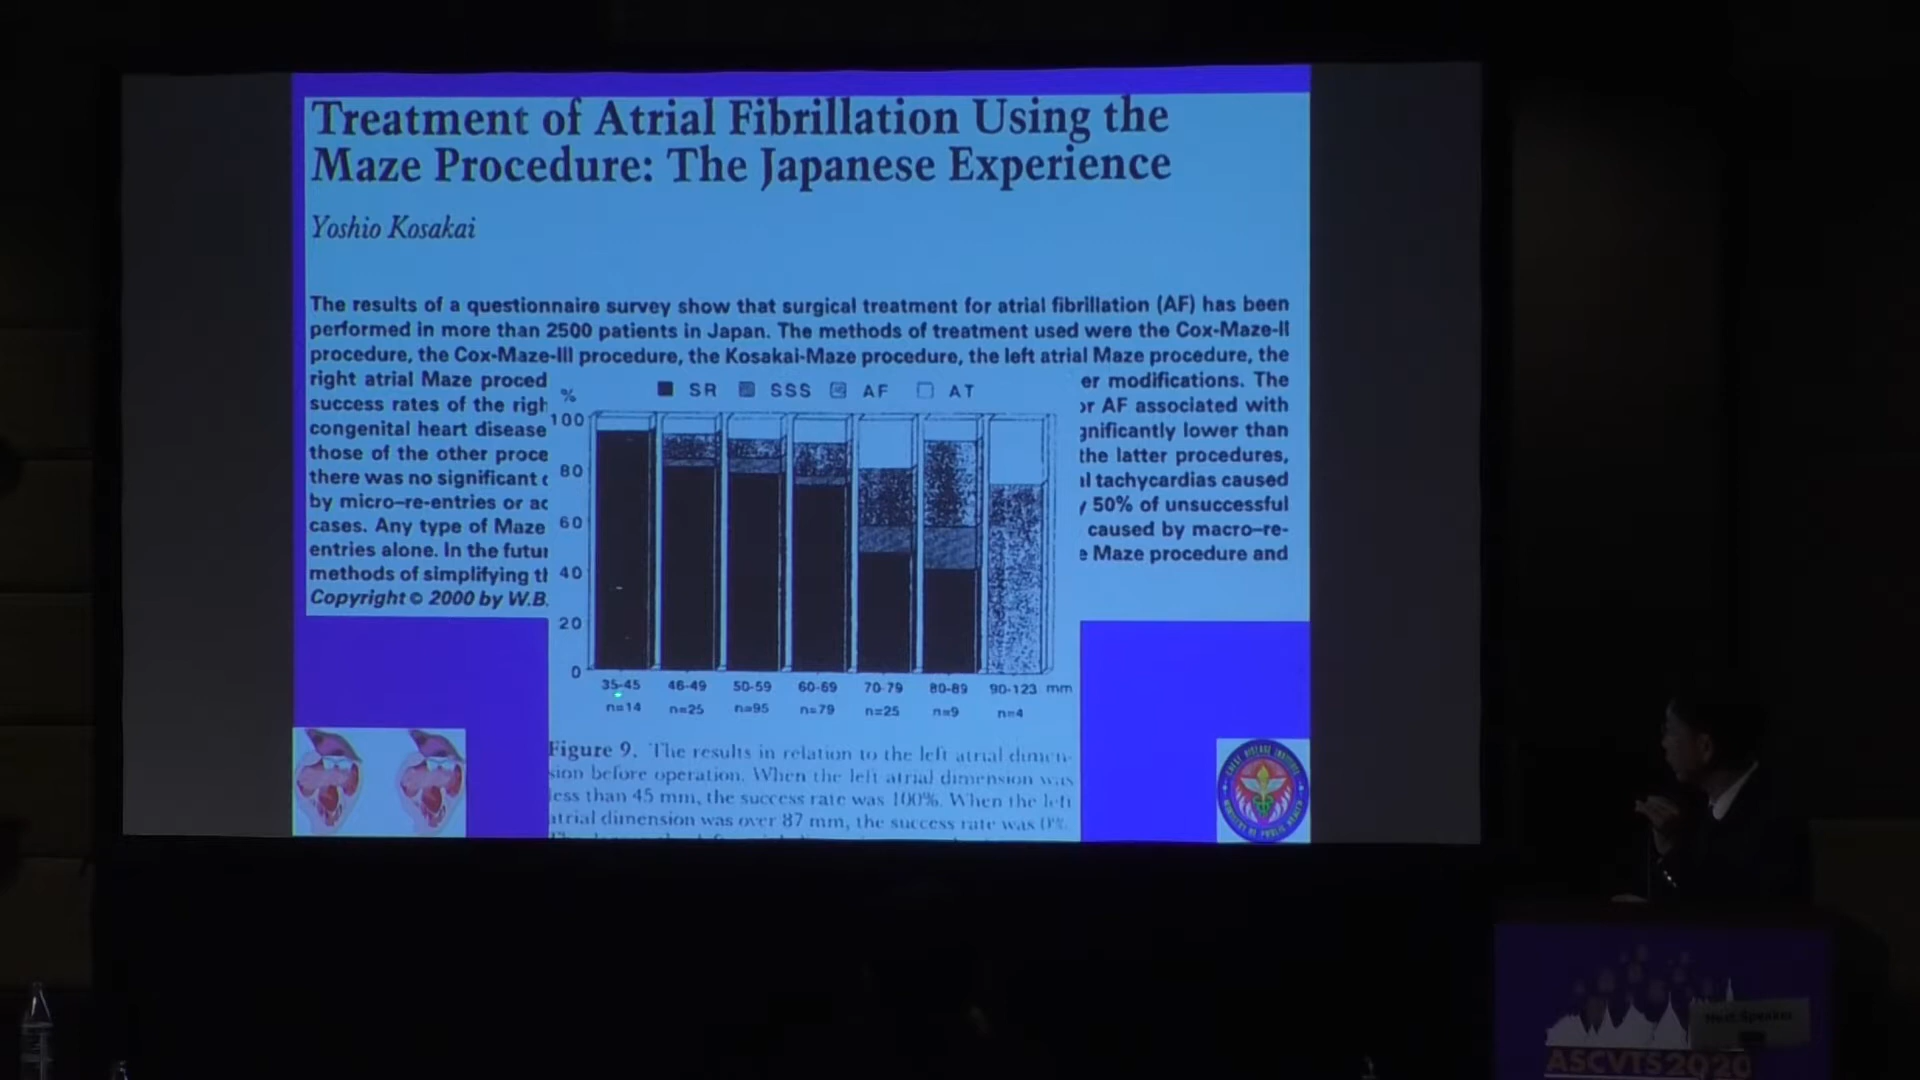 Treatment of Atrial Fibrillation Using the
Maze Procedure: The Japanese Experience
Yoshio Kosakai
The results of a questionnaire survey show that surgical treatment for atrial fibrillation (AF) has been
performed in more than 2500 patients in Japan. The methods of treatment used were the Cox-Maze-II
procedure, the Cox-Maze-III procedure, the Kosakai-Maze procedure, the left atrial Maze procedure, the
right atrial Maze proced er modifications. The
success rates of the righ or AF associated with
congenital heart disease gnificantly lower than
those of the other proce the latter procedures,
there was no significant al tachycardias caused
by micro–re-entries or ac 50% of unsuccessful
cases. Any type of Maze caused by macro–re-
entries alone. In the futur e Maze procedure and
methods of simplifying th
Copyright © 2000 by W.B.
% SR SSS AF AT
100
80
60
40
20
0
35-45 46-49 50-59 60-69 70-79 80-89 90-123 mm
n=14 n=25 n=95 n=79 n=25 n=9 n=4
Figure 9. The results in relation to the left atrial dimen-
sion before operation. When the left atrial dimension was
less than 45 mm, the success rate was 100%. When the left
atrial dimension was over 87 mm, the success rate was 0%.
Next Speaker
ASCVTS2020